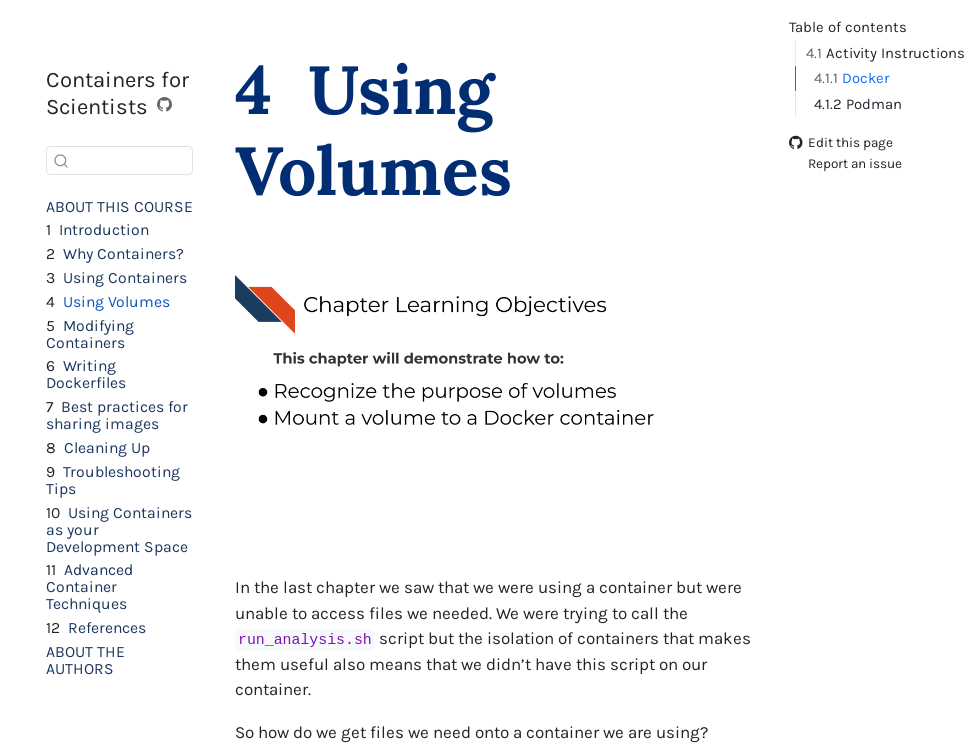 Containers for
Scientists
ABOUT THIS COURSE
1 Introduction
2 Why Containers?
3 Using Containers
4 Using Volumes
5 Modifying
Containers
6 Writing
Dockerfiles
7 Best practices for
sharing images
8 Cleaning Up
9 Troubleshooting
Tips
10 Using Containers
as your
Development Space
11 Advanced
Container
Techniques
12 References
ABOUT THE
AUTHORS
4 Using
Volumes
Chapter Learning Objectives
This chapter will demonstrate how to:
● Recognize the purpose of volumes
● Mount a volume to a Docker container
In the last chapter we saw that we were using a container but were
unable to access files we needed. We were trying to call the
run_analysis.sh script but the isolation of containers that makes
them useful also means that we didn’t have this script on our
container.
So how do we get files we need onto a container we are using?
Table of contents
4.1 Activity Instructions
4.1.1 Docker
4.1.2 Podman
Edit this page
Report an issue